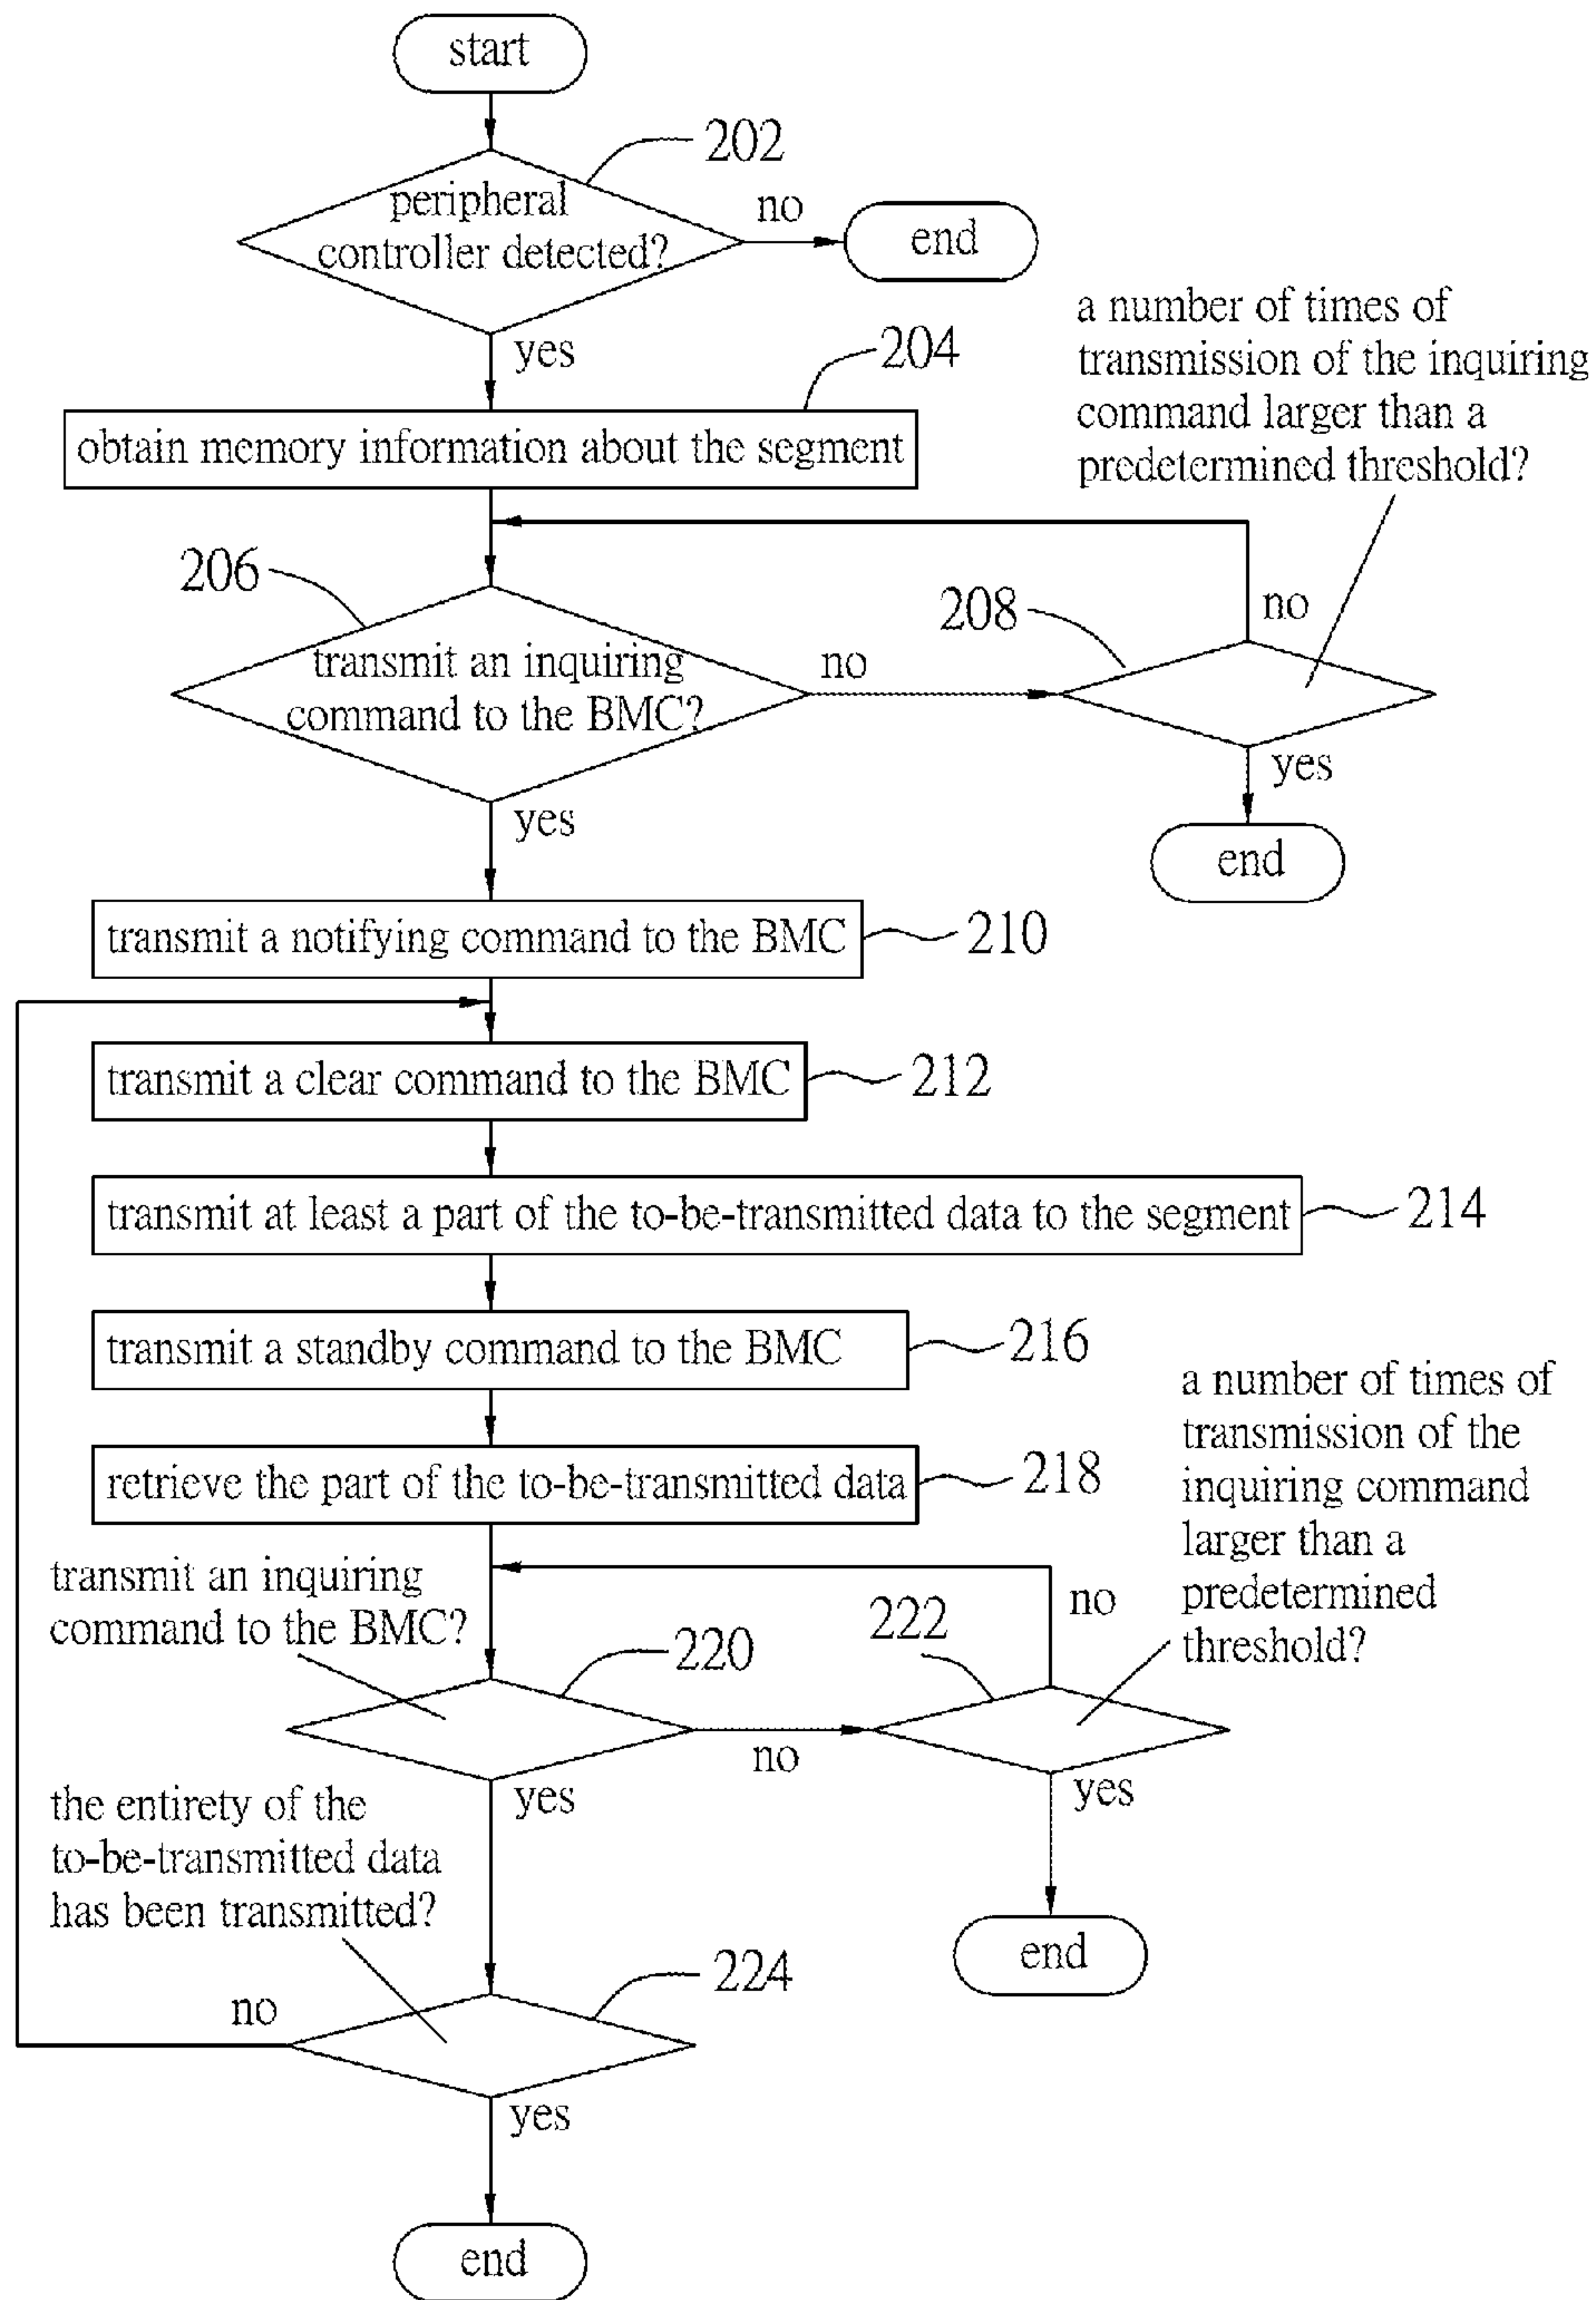 start
202
peripheral
controller detected?
no
end
yes
204
a number of times of
transmission of the inquiring
command larger than a
predetermined threshold?
obtain memory information about the segment
206
transmit an inquiring
command to the BMC?
no
208
no
yes
end
yes
transmit a notifying command to the BMC
210
transmit a clear command to the BMC
212
transmit at least a part of the to-be-transmitted data to the segment
214
transmit a standby command to the BMC
216
retrieve the part of the to-be-transmitted data
218
a number of times of
transmission of the
inquiring command
larger than a
predetermined
threshold?
transmit an inquiring
command to the BMC?
220
222
no
no
yes
yes
end
the entirety of the
to-be-transmitted data
has been transmitted?
224
no
yes
end